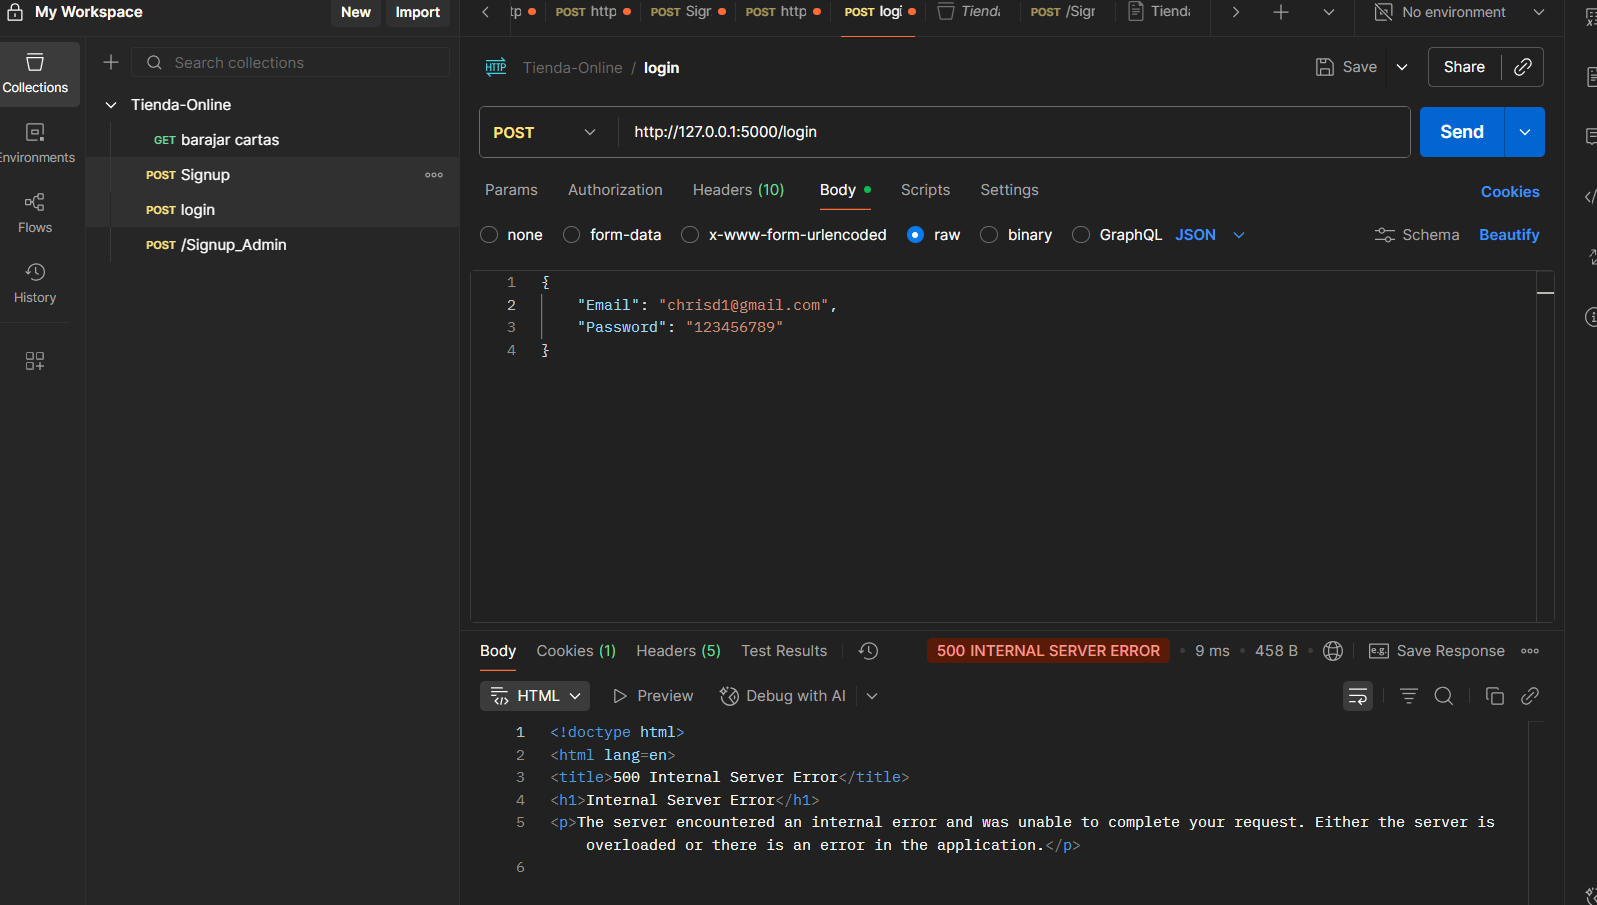 My Workspace
New
Import
POST http
POST Sigr
POST http
POST logi
Tiend
POST /Sigr
Tiend
No environment
Collections
Environments
Flows
History
Search collections
Tienda-Online
GET barajar cartas
POST Signup
POST login
POST /Signup_Admin
HTTP
Tienda-Online / login
Save
Share
POST
http://127.0.0.1:5000/login
Send
Params
Authorization
Headers (10)
Body
Scripts
Settings
Cookies
none
form-data
x-www-form-urlencoded
raw
binary
GraphQL
JSON
Schema
Beautify
1 {
2 "Email": "chrisd1@gmail.com",
3 "Password": "123456789"
4 }
Body
Cookies (1)
Headers (5)
Test Results
500 INTERNAL SERVER ERROR
9 ms
458 B
e.g.
Save Response
HTML
Preview
Debug with AI
1 <!doctype html>
2 <html lang=en>
3 <title>500 Internal Server Error</title>
4 <h1>Internal Server Error</h1>
5 <p>The server encountered an internal error and was unable to complete your request. Either the server is
overloaded or there is an error in the application.</p>
6